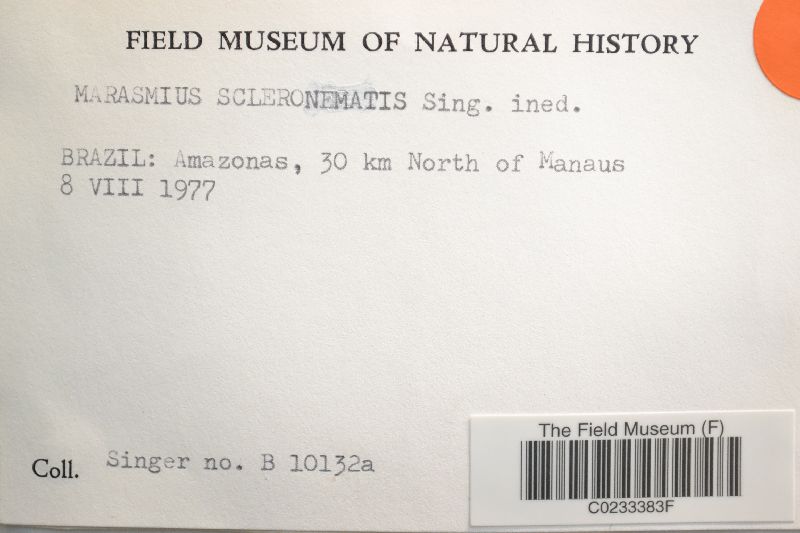 FIELD MUSEUM OF NATURAL HISTORY
MARASMIUS SCLERONEMATIS Sing. ined.
BRAZIL: Amazonas, 30 km North of Manaus
8 VIII 1977
Coll. Singer no. B 10132a
The Field Museum (F)
C0233383F